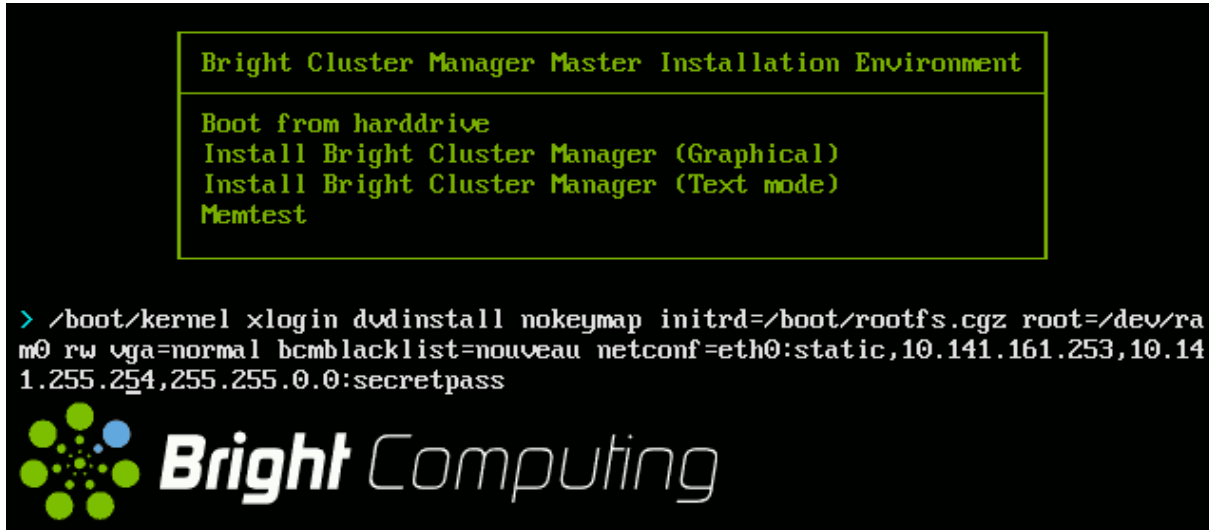 Bright Cluster Manager Master Installation Environment
Boot from harddrive
Install Bright Cluster Manager (Graphical)
Install Bright Cluster Manager (Text mode)
Memtest
> /boot/kernel xlogin dvdinstall nokeymap initrd=/boot/rootfs.cgz root=/dev/ra
m0 rw vga=normal bcmblacklist=nouveau netconf=eth0:static,10.141.161.253,10.14
1.255.254,255.255.0.0:secretpass
Bright Computing